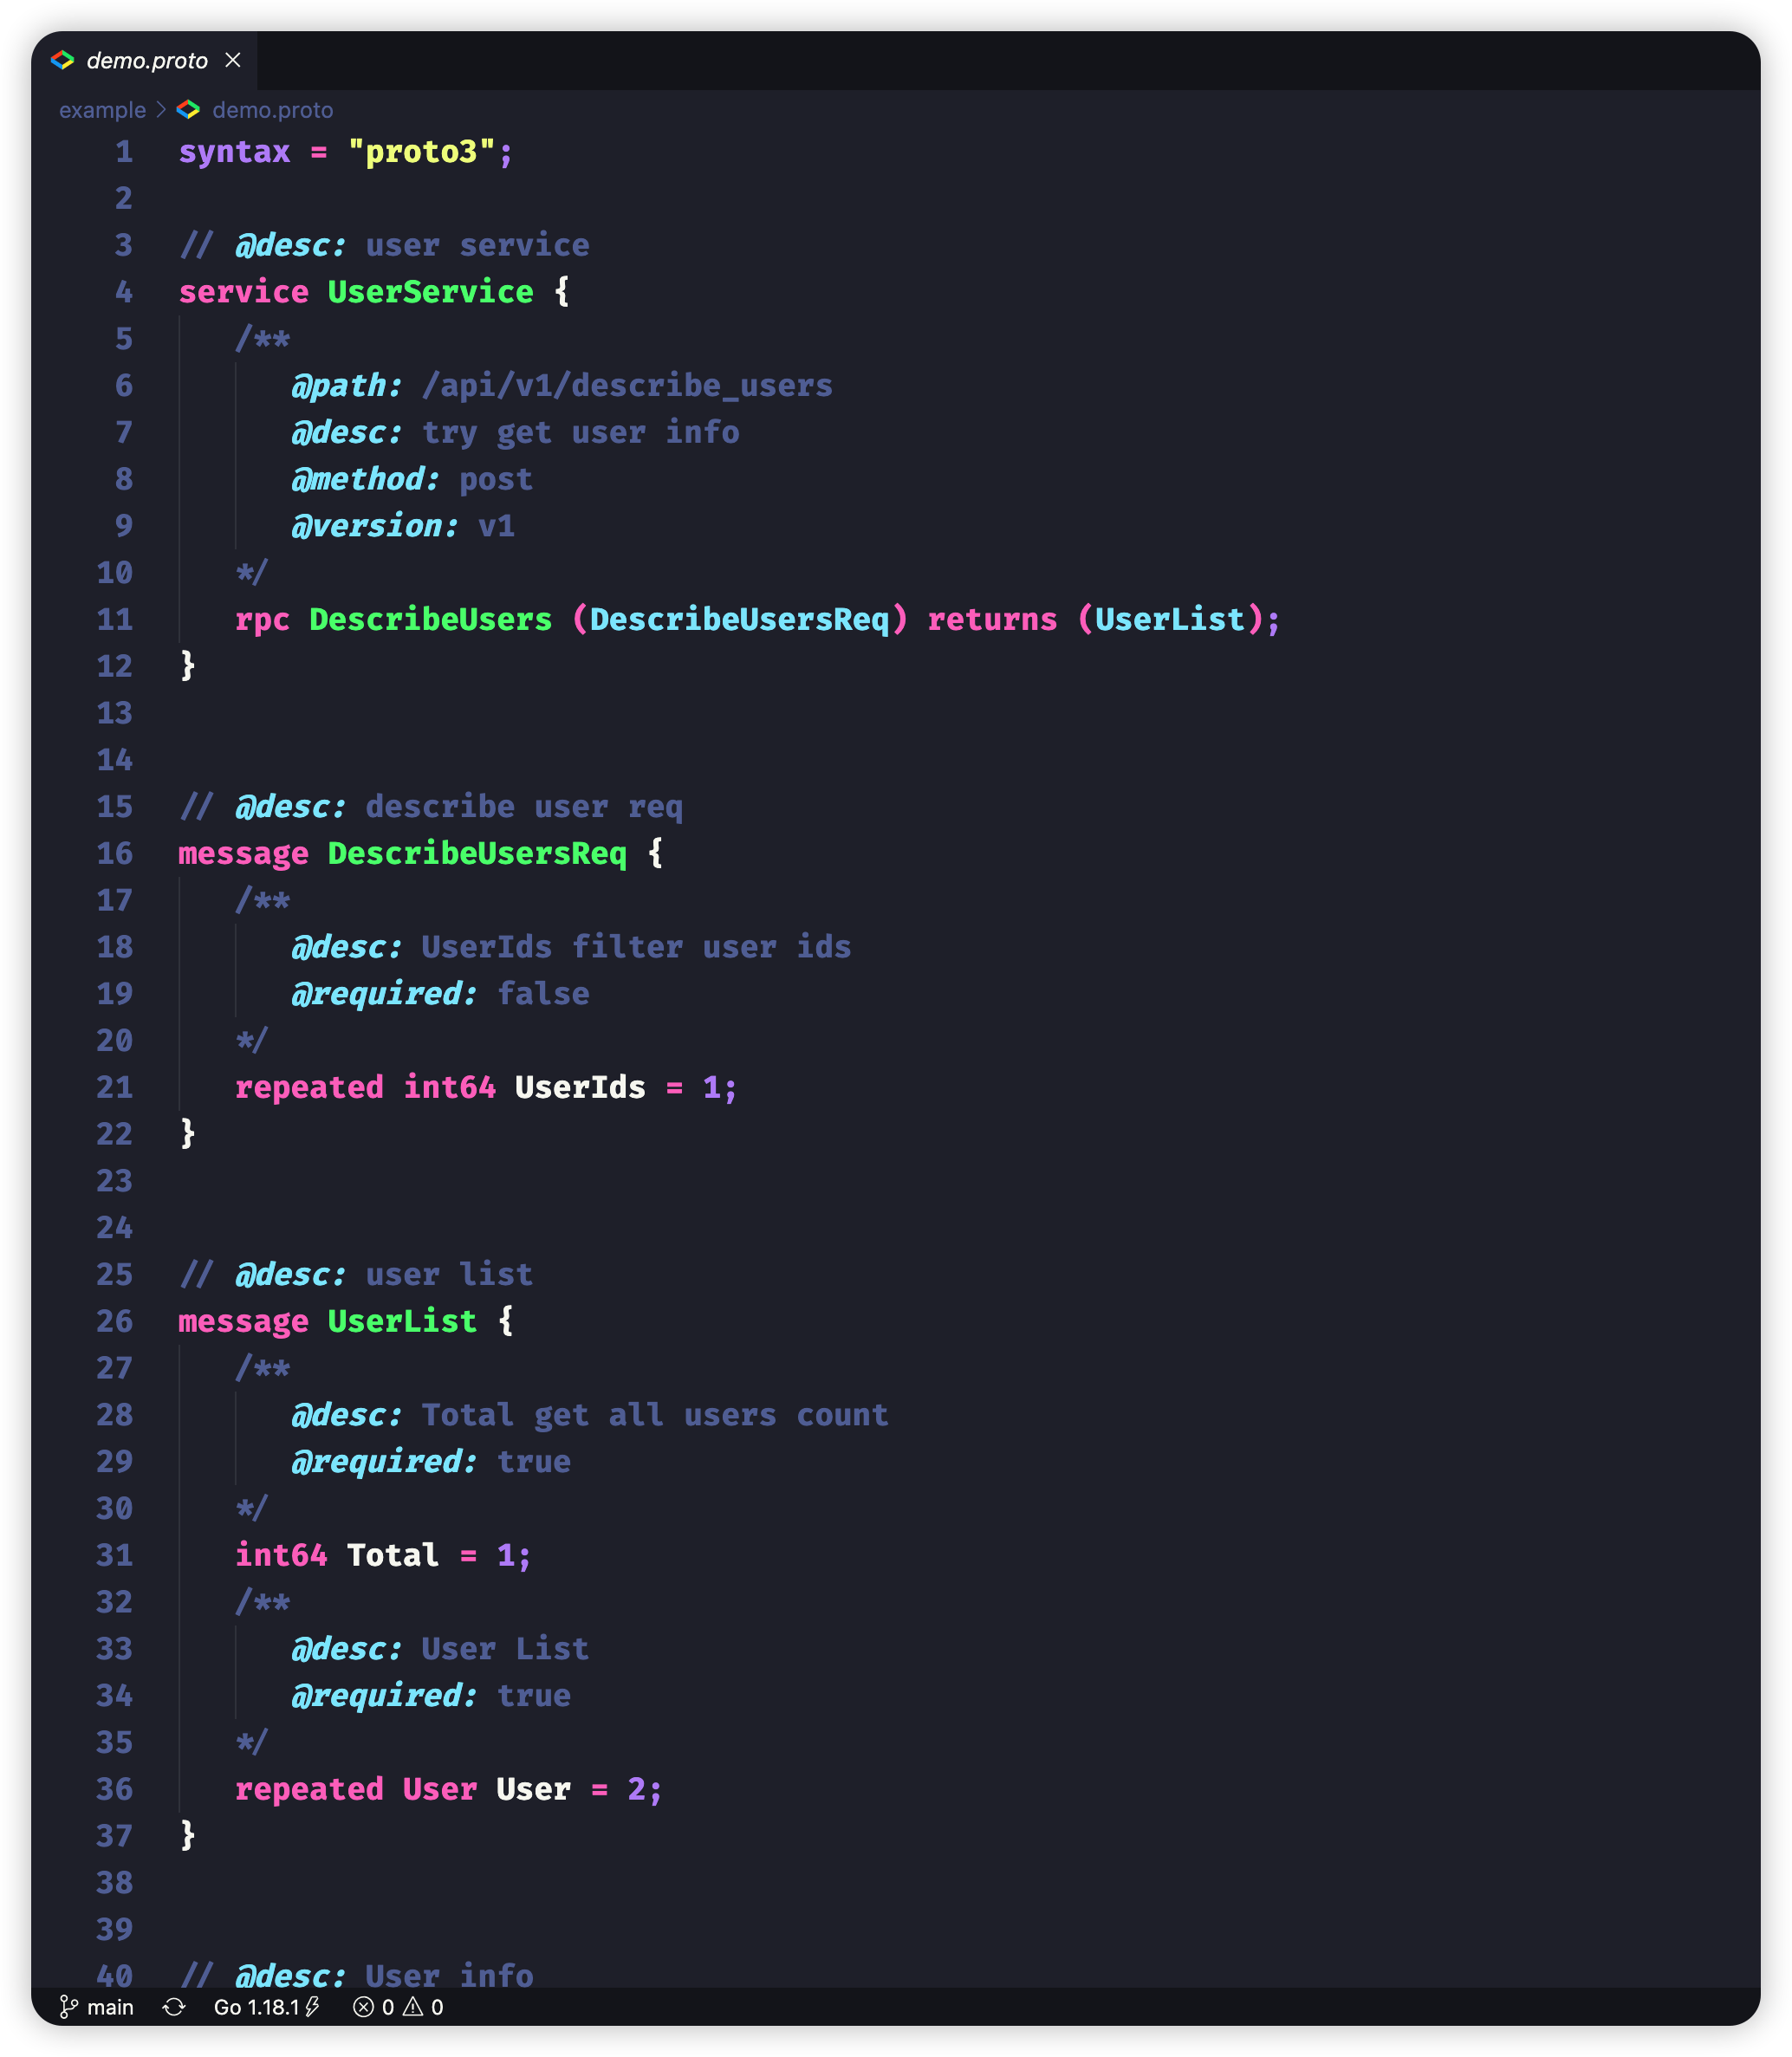 demo.proto
example > demo.proto
1 syntax = "proto3";
2
3 // @desc: user service
4 service UserService {
5 /**
6 @path: /api/v1/describe_users
7 @desc: try get user info
8 @method: post
9 @version: v1
10 */
11 rpc DescribeUsers (DescribeUsersReq) returns (UserList);
12 }
13
14
15 // @desc: describe user req
16 message DescribeUsersReq {
17 /**
18 @desc: UserIds filter user ids
19 @required: false
20 */
21 repeated int64 UserIds = 1;
22 }
23
24
25 // @desc: user list
26 message UserList {
27 /**
28 @desc: Total get all users count
29 @required: true
30 */
31 int64 Total = 1;
32 /**
33 @desc: User List
34 @required: true
35 */
36 repeated User User = 2;
37 }
38
39
40 // @desc: User info
main Go 1.18.1 0 0